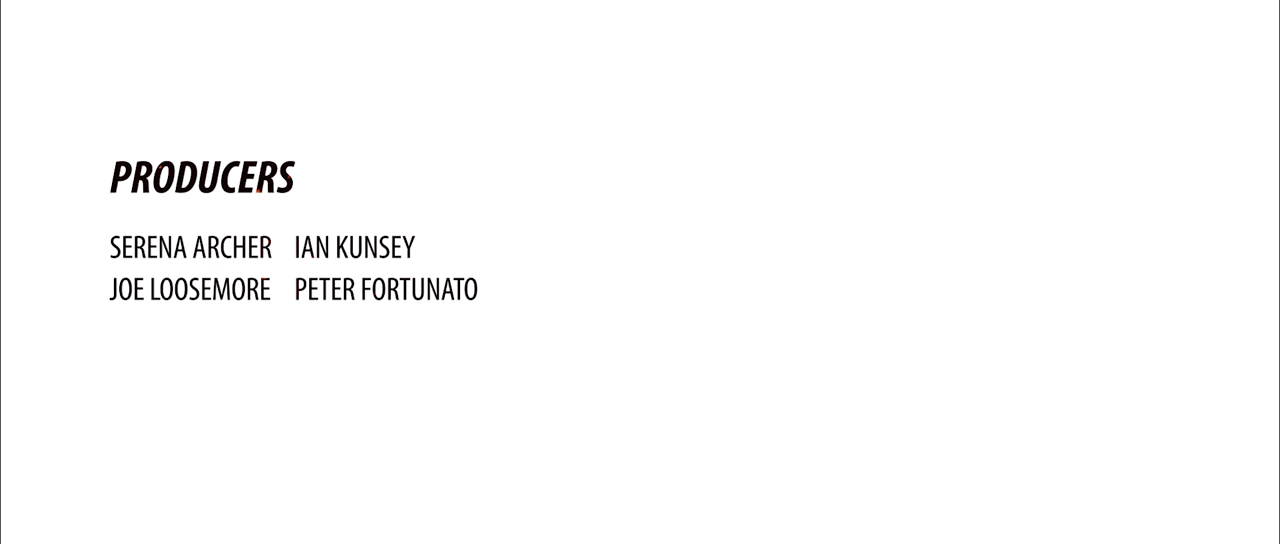 PRODUCERS
SERENA ARCHER IAN KUNSEY
JOE LOOSEMORE PETER FORTUNATO